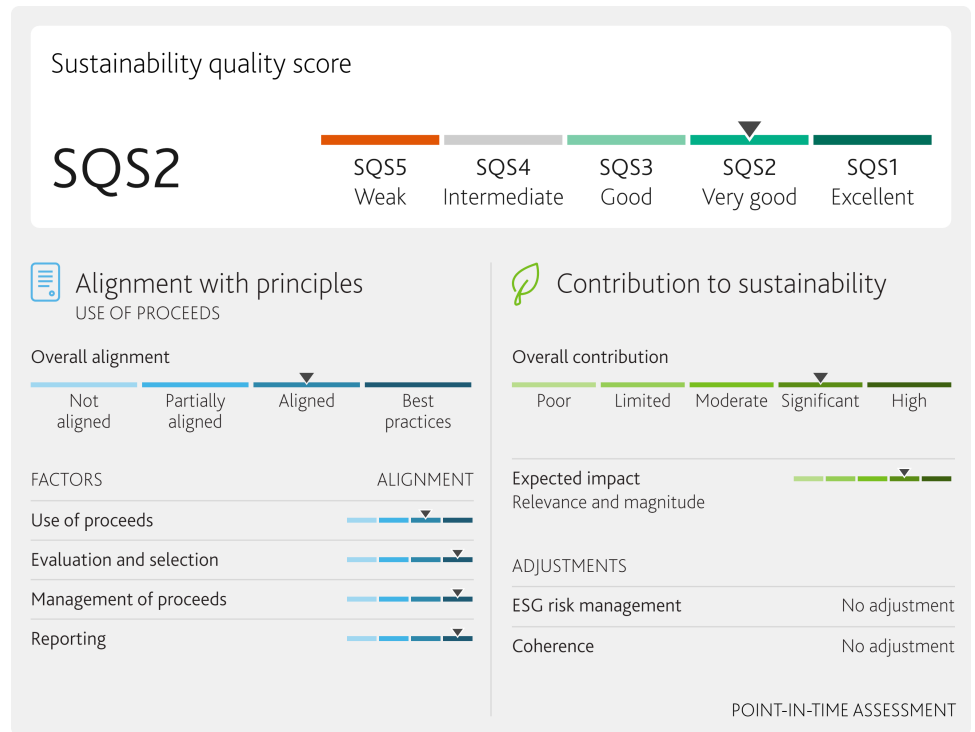 Sustainability quality score
SQS2
SQS5 SQS4 SQS3 SQS2 SQS1
Weak Intermediate Good Very good Excellent
Alignment with principles
USE OF PROCEEDS
Overall alignment
Not aligned
Partially aligned
Aligned
Best practices
FACTORS ALIGNMENT
Use of proceeds
Evaluation and selection
Management of proceeds
Reporting
Contribution to sustainability
Overall contribution
Poor Limited Moderate Significant High
Expected impact
Relevance and magnitude
ADJUSTMENTS
ESG risk management No adjustment
Coherence No adjustment
POINT-IN-TIME ASSESSMENT